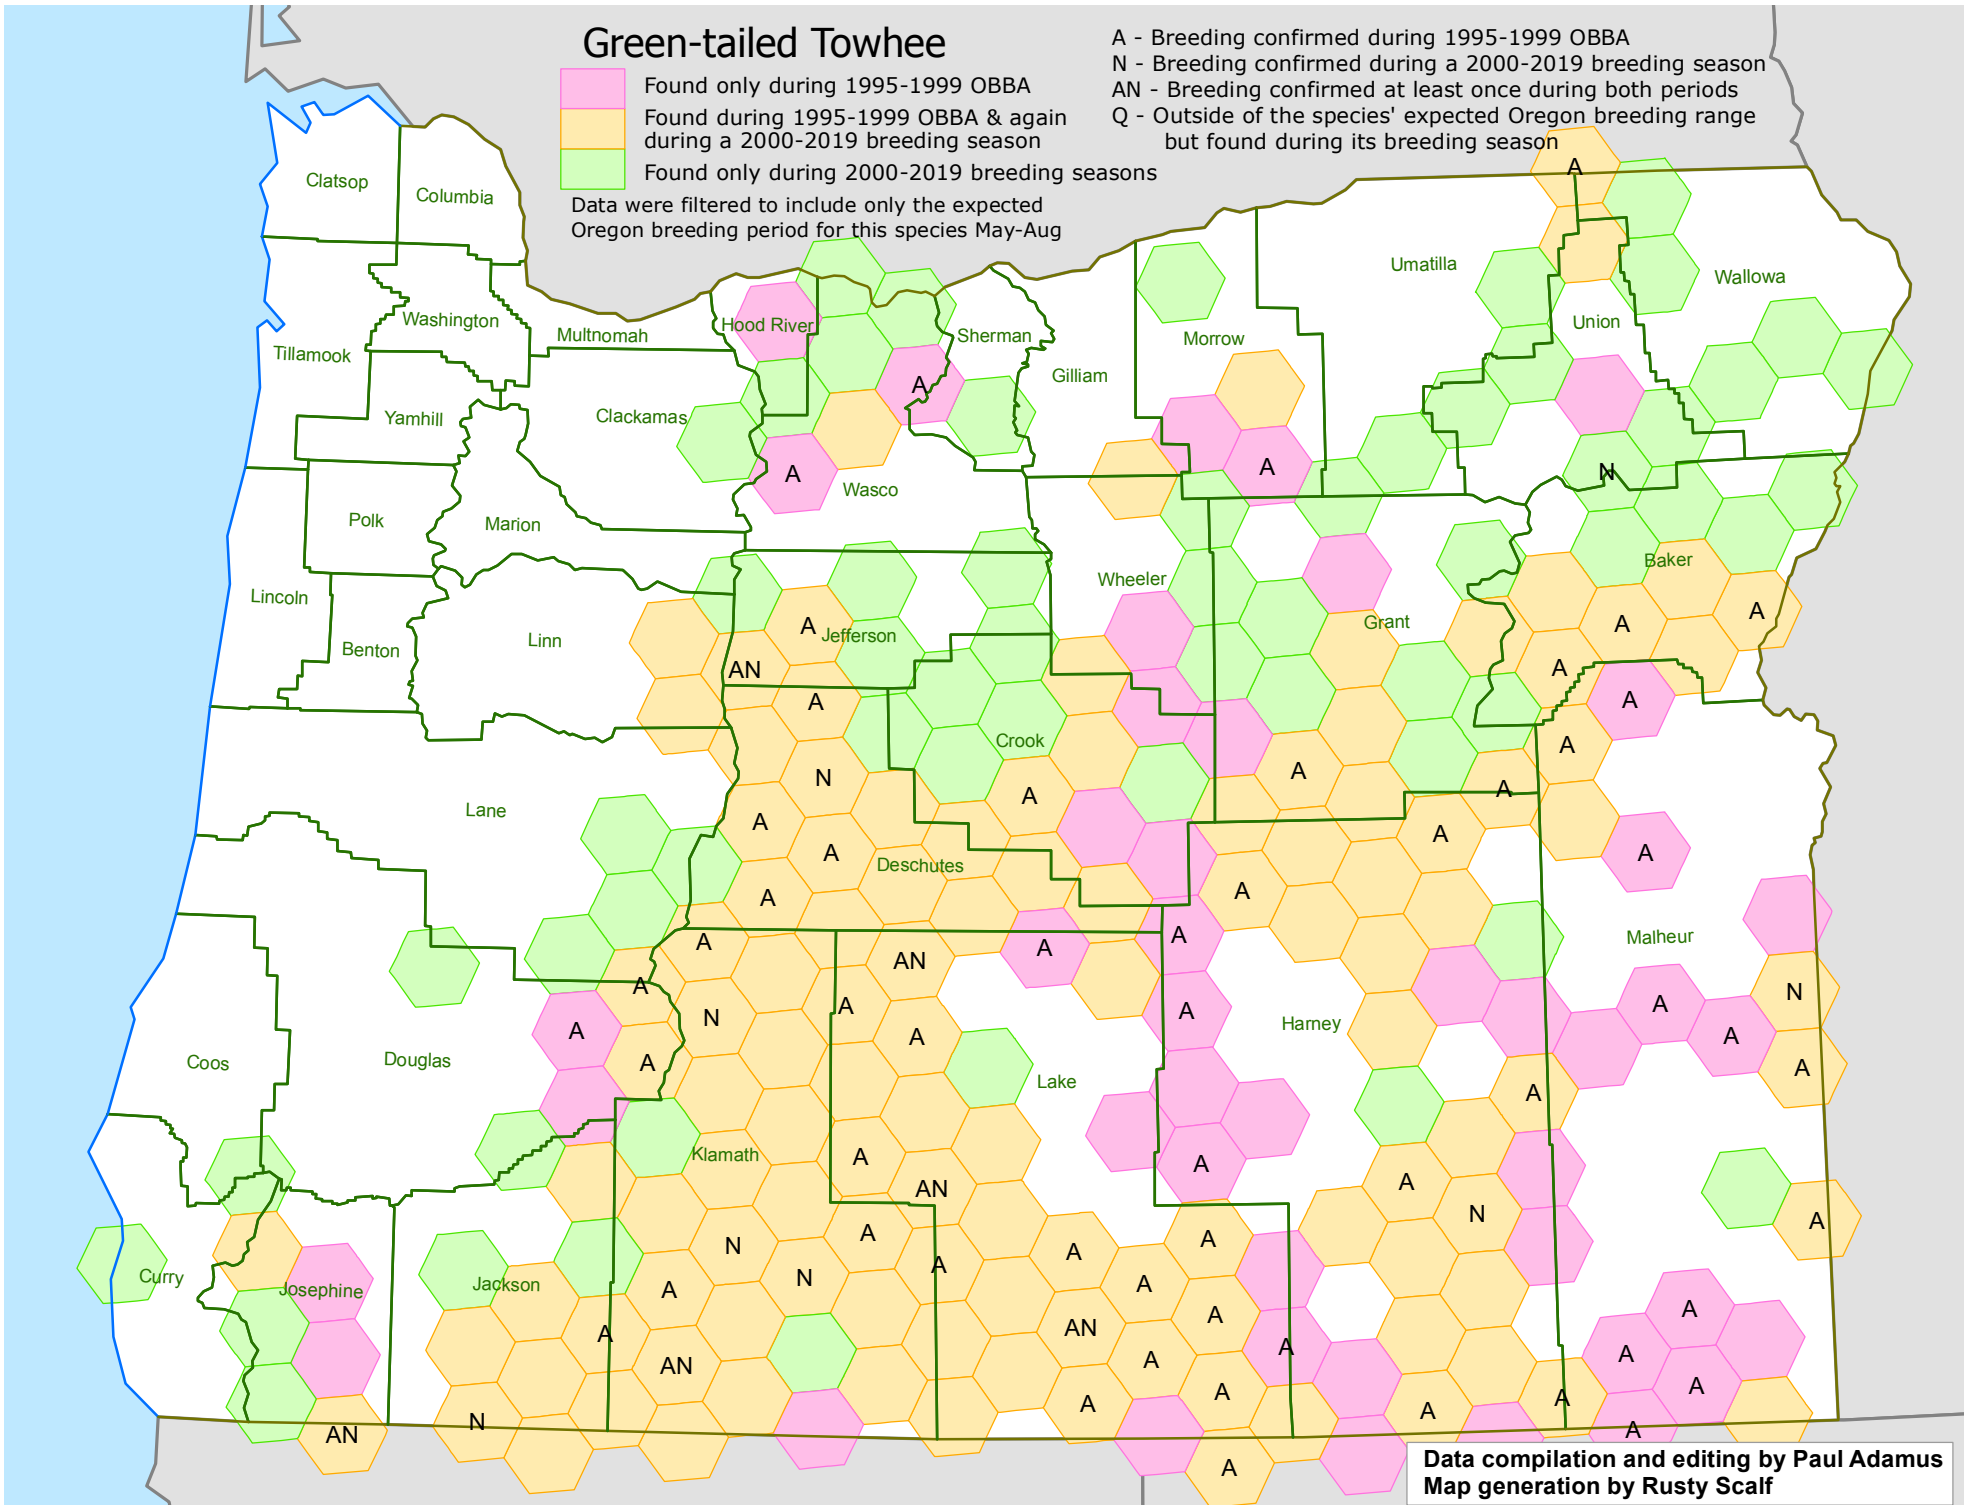 Green-tailed Towhee
Found only during 1995-1999 OBBA
Found during 1995-1999 OBBA & again
during a 2000-2019 breeding season
Found only during 2000-2019 breeding seasons
Data were filtered to include only the expected
Oregon breeding period for this species May-Aug
A - Breeding confirmed during 1995-1999 OBBA
N - Breeding confirmed during a 2000-2019 breeding season
AN - Breeding confirmed at least once during both periods
Q - Outside of the species' expected Oregon breeding range
but found during its breeding season
A
Clatsop
Columbia
Umatilla
Wallowa
Washington
Multnomah
Hood River
Sherman
Morrow
Union
Tillamook
Gilliam
A
Yamhill
Clackamas
A
Wasco
A
N
Polk
Marion
Wheeler
Baker
Lincoln
A
A
A
Jefferson
Grant
Linn
Benton
AN
A
A
A
A
Crook
A
N
A
A
A
Lane
A
A
A
Deschutes
A
A
A
A
A
AN
A
A
Malheur
A
N
A
A
A
N
A
A
Harney
A
A
Coos
Douglas
A
Lake
A
A
Klamath
A
A
AN
A
N
A
N
A
A
A
A
Curry
Josephine
Jackson
A
N
A
A
A
A
AN
A
A
A
AN
A
A
A
A
A
A
A
N
AN
A
A
Data compilation and editing by Paul Adamus
Map generation by Rusty Scalf